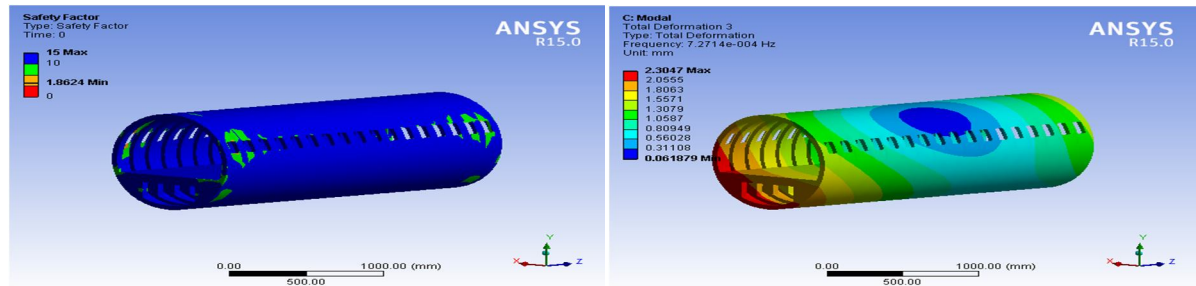 Safety Factor
Type: Safety Factor
Time: 0
15 Max
10
1.8624 Min
0
ANSYS
R15.0
0.00
1000.00 (mm)
500.00
Y
X
Z
C: Modal
Total Deformation 3
Type: Total Deformation
Frequency: 7.2714e-004 Hz
Unit: mm
2.3047 Max
2.0555
1.8063
1.5571
1.3079
1.0587
0.80949
0.56028
0.31108
0.061879 Min
ANSYS
R15.0
0.00
1000.00 (mm)
500.00
Y
X
Z